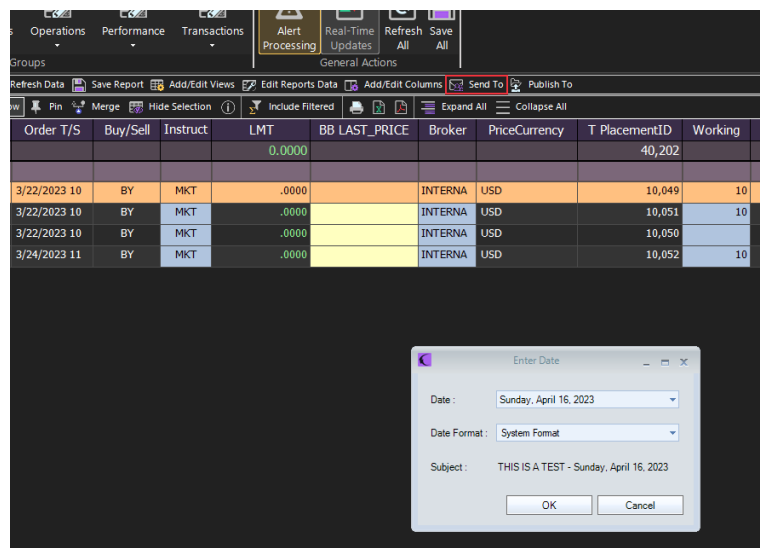 s Operations Performance Transactions Alert Processing Real-Time Updates Refresh All Save All
Groups General Actions
Refresh Data Save Report Add/Edit Views Edit Reports Data Add/Edit Columns Send To Publish To
ow Pin Merge Hide Selection Include Filtered Expand All Collapse All
Order T/S Buy/Sell Instruct LMT BB LAST_PRICE Broker PriceCurrency T PlacementID Working
0.0000 40,202
3/22/2023 10 BY MKT .0000 INTERNA USD 10,049 10
3/22/2023 10 BY MKT .0000 INTERNA USD 10,051 10
3/22/2023 10 BY MKT .0000 INTERNA USD 10,050
3/24/2023 11 BY MKT .0000 INTERNA USD 10,052 10
Enter Date
Date : Sunday, April 16, 2023
Date Format : System Format
Subject : THIS IS A TEST - Sunday, April 16, 2023
OK Cancel